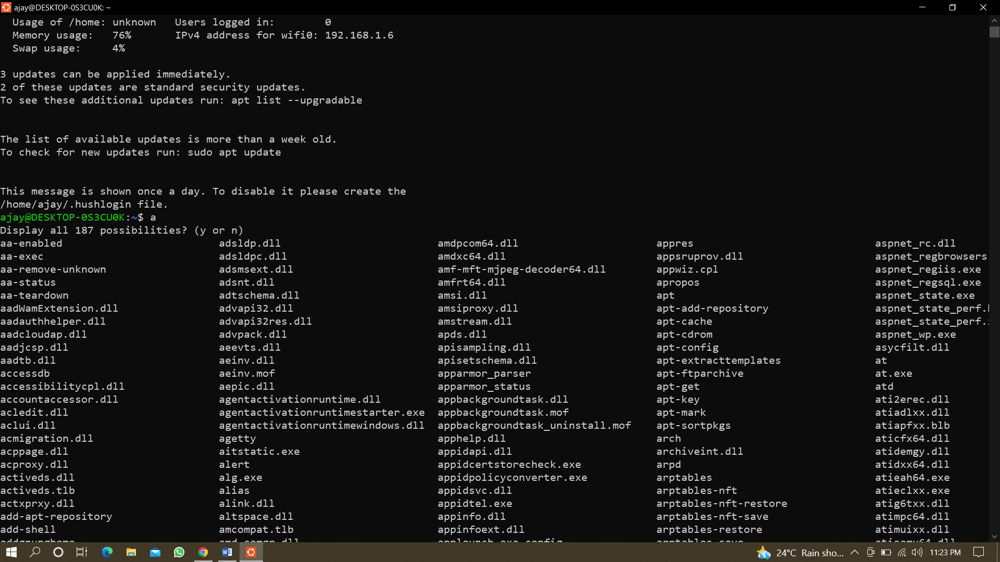 ajay@DESKTOP-0S3CU0K: ~
Usage of /home: unknown Users logged in: 0
Memory usage: 76% IPv4 address for wifi0: 192.168.1.6
Swap usage: 4%
3 updates can be applied immediately.
2 of these updates are standard security updates.
To see these additional updates run: apt list --upgradable
The list of available updates is more than a week old.
To check for new updates run: sudo apt update
This message is shown once a day. To disable it please create the
/home/ajay/.hushlogin file.
ajay@DESKTOP-0S3CU0K:~$ a
Display all 187 possibilities? (y or n)
aa-enabled adsldp.dll amdpcom64.dll appres aspnet_rc.dll
aa-exec adsldpc.dll amdxc64.dll appsruprov.dll aspnet_regbrowsers
aa-remove-unknown adsmsext.dll amf-mft-mjpeg-decoder64.dll appwiz.cpl aspnet_regiis.exe
aa-status adsnt.dll amfrt64.dll apropos aspnet_regsql.exe
aa-teardown adtschema.dll amsi.dll apt aspnet_state.exe
aadWamExtension.dll advapi32.dll amsiproxy.dll apt-add-repository aspnet_state_perf.
aadauthhelper.dll advapi32res.dll amstream.dll apt-cache aspnet_state_perf.
aadcloudap.dll advpack.dll apds.dll apt-cdrom aspnet_wp.exe
aadjcsp.dll aeevts.dll apisampling.dll apt-config asycfilt.dll
aadtb.dll aeinv.dll apisetschema.dll apt-extracttemplates at
accessdb aeinv.mof apparmor_parser apt-ftparchive at.exe
accessibilitycpl.dll aepic.dll apparmor_status apt-get atd
accountaccessor.dll agentactivationruntime.dll appbackgroundtask.dll apt-key ati2erec.dll
acledit.dll agentactivationruntimestarter.exe appbackgroundtask.mof apt-mark atiadlxx.dll
aclui.dll agentactivationruntimewindows.dll appbackgroundtask_uninstall.mof apt-sortpkgs atiapfxx.blb
acmigration.dll agetty apphelp.dll arch aticfx64.dll
acppage.dll aitstatic.exe appidapi.dll archiveint.dll atidemgy.dll
acproxy.dll alert appidcertstorecheck.exe arpd atidxx64.dll
activeds.dll alg.exe appidpolicyconverter.exe arptables atieah64.exe
activeds.tlb alias appidsvc.dll arptables-nft atieclxx.exe
actxprxy.dll alink.dll appidtel.exe arptables-nft-restore atig6txx.dll
add-apt-repository altspace.dll appinfo.dll arptables-nft-save atimpc64.dll
add-shell amcompat.tlb appinfoext.dll arptables-restore atimuixx.dll
24°C Rain sho... 11:23 PM